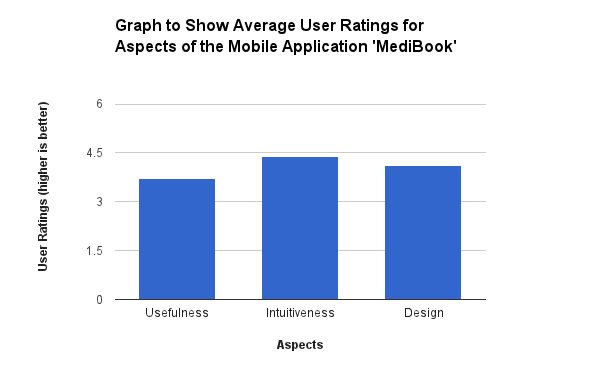 Graph to Show Average User Ratings for
Aspects of the Mobile Application 'MediBook'
User Ratings (higher is better)
6
4.5
3
1.5
0
Usefulness
Intuitiveness
Design
Aspects